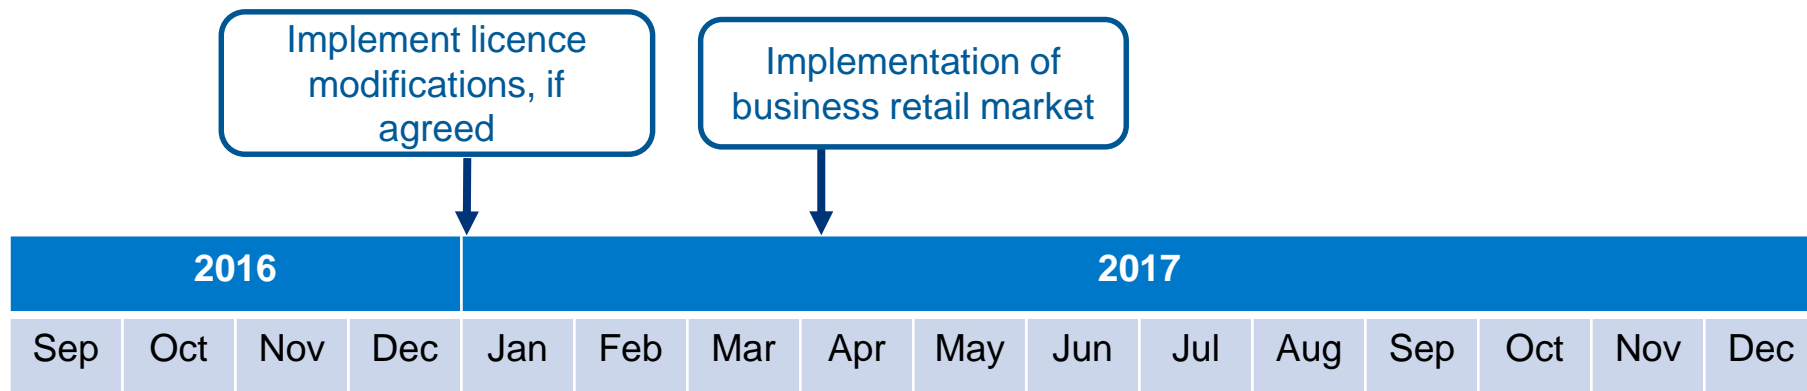 Implement licence
modifications, if
agreed
Implementation of
business retail market
2016 2017
Sep Oct Nov Dec Jan Feb Mar Apr May Jun Jul Aug Sep Oct Nov Dec